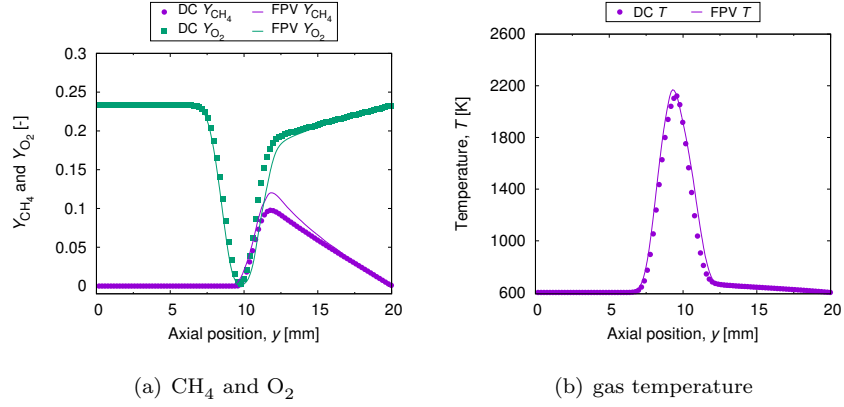 DC Y_CH4 FPV Y_CH4
DC Y_O2 FPV Y_O2
0.3
0.25
0.2
0.15
0.1
0.05
0
Y_CH4 and Y_O2 [-]
0 5 10 15 20
Axial position, y [mm]
(a) CH4 and O2
DC T FPV T
2600
2200
1800
1400
1000
600
Temperature, T [K]
0 5 10 15 20
Axial position, y [mm]
(b) gas temperature